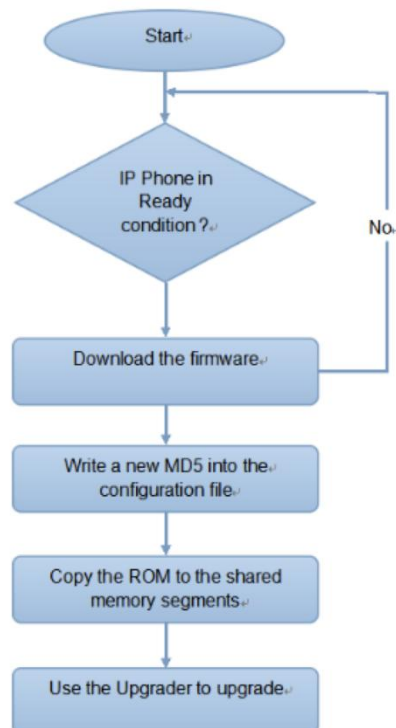 Start
IP Phone in
Ready
condition ?
No
Download the firmware
Write a new MD5 into the
configuration file
Copy the ROM to the shared
memory segments
Use the Upgrader to upgrade